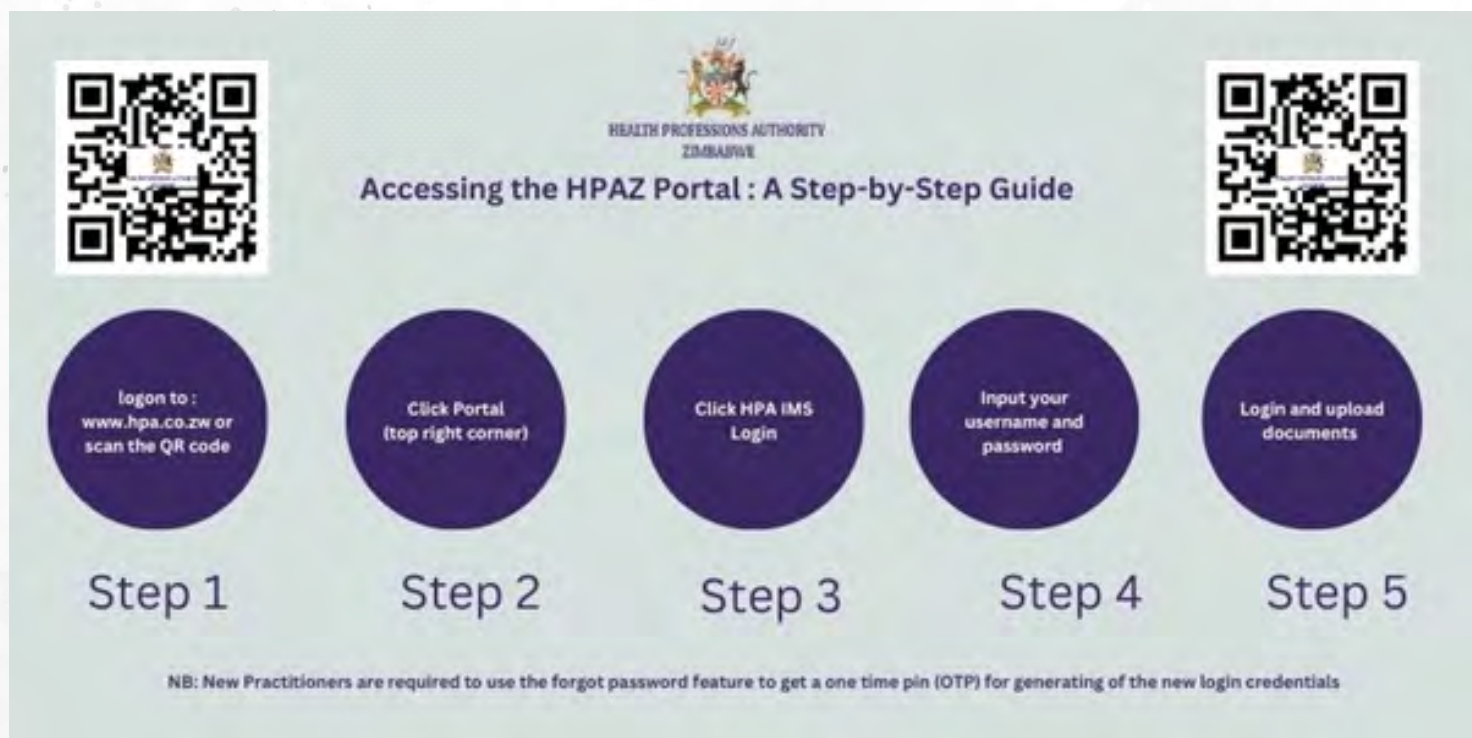 HEALTH PROFESSIONS AUTHORITY
ZIMBABWE
Accessing the HPAZ Portal : A Step-by-Step Guide
logon to :
www.hpa.co.zw or
scan the QR code
Click Portal
(top right corner)
Click HPA IMS
Login
Input your
username and
password
Login and upload
documents
Step 1
Step 2
Step 3
Step 4
Step 5
NB: New Practitioners are required to use the forgot password feature to get a one time pin (OTP) for generating of the new login credentials